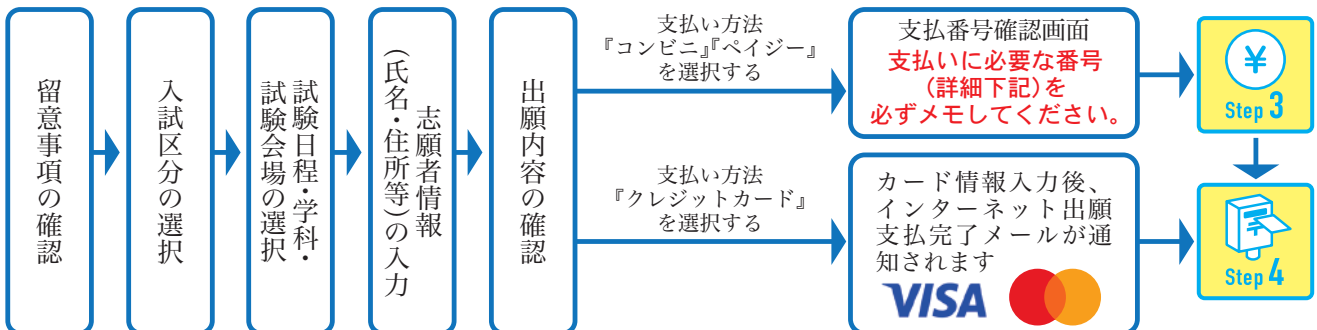 留意事項の確認
入試区分の選択
試験日程・学科・
試験会場の選択
志願者情報
(氏名・住所等)の入力
出願内容の確認
支払い方法
『コンビニ』『ペイジー』
を選択する
支払番号確認画面
支払いに必要な番号
(詳細下記)を
必ずメモしてください。
¥
Step 3
支払い方法
『クレジットカード』
を選択する
カード情報入力後、
インターネット出願
支払完了メールが通
知されます
VISA
〒
Step 4